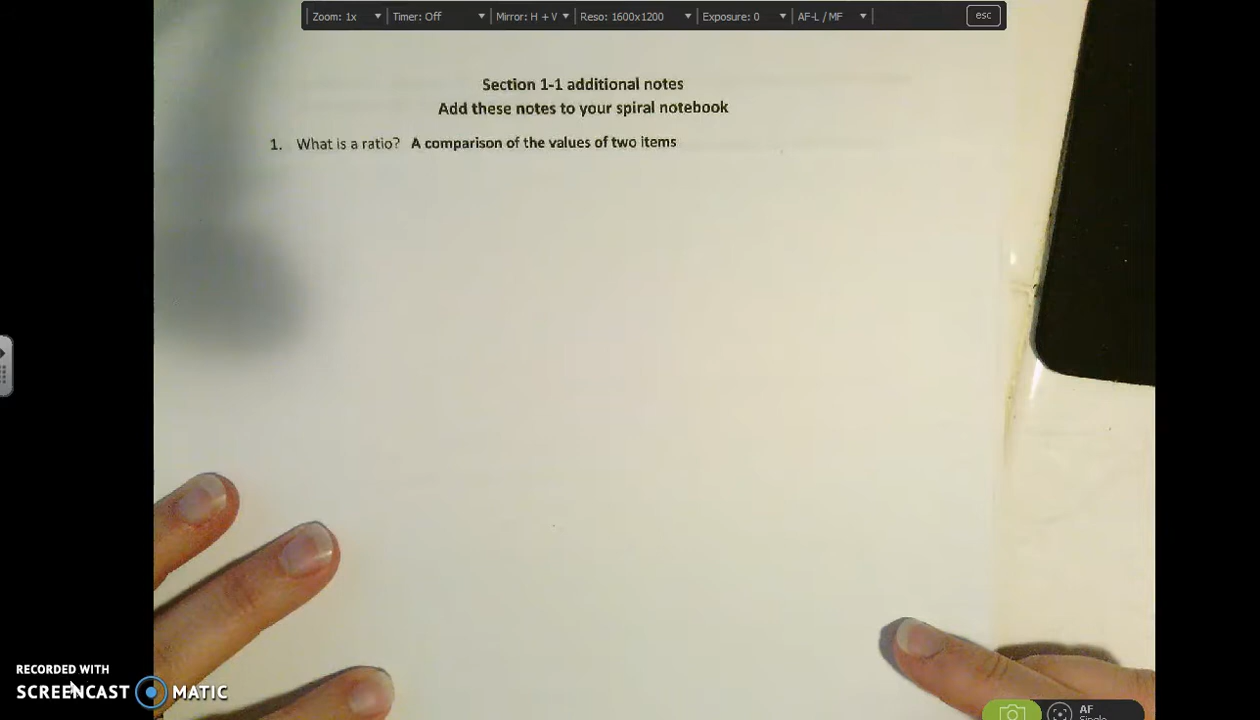 Zoom: 1x Timer: Off Mirror: H + V Reso: 1600x1200 Exposure: 0 AF-L / MF esc
Section 1-1 additional notes
Add these notes to your spiral notebook
1. What is a ratio? A comparison of the values of two items
RECORDED WITH
SCREENCAST MATIC
AF
Single